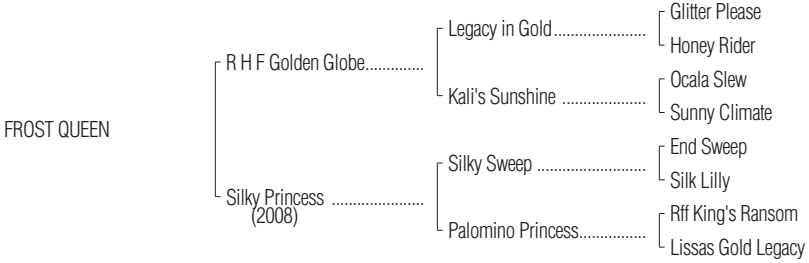 Glitter Please
Legacy in Gold......................
Honey Rider
R H F Golden Globe..............
Ocala Slew
Kali's Sunshine ....................
Sunny Climate
FROST QUEEN
End Sweep
Silky Sweep ..........................
Silk Lilly
Silky Princess ......................
(2008)
Rff King's Ransom
Palomino Princess................
Lissas Gold Legacy